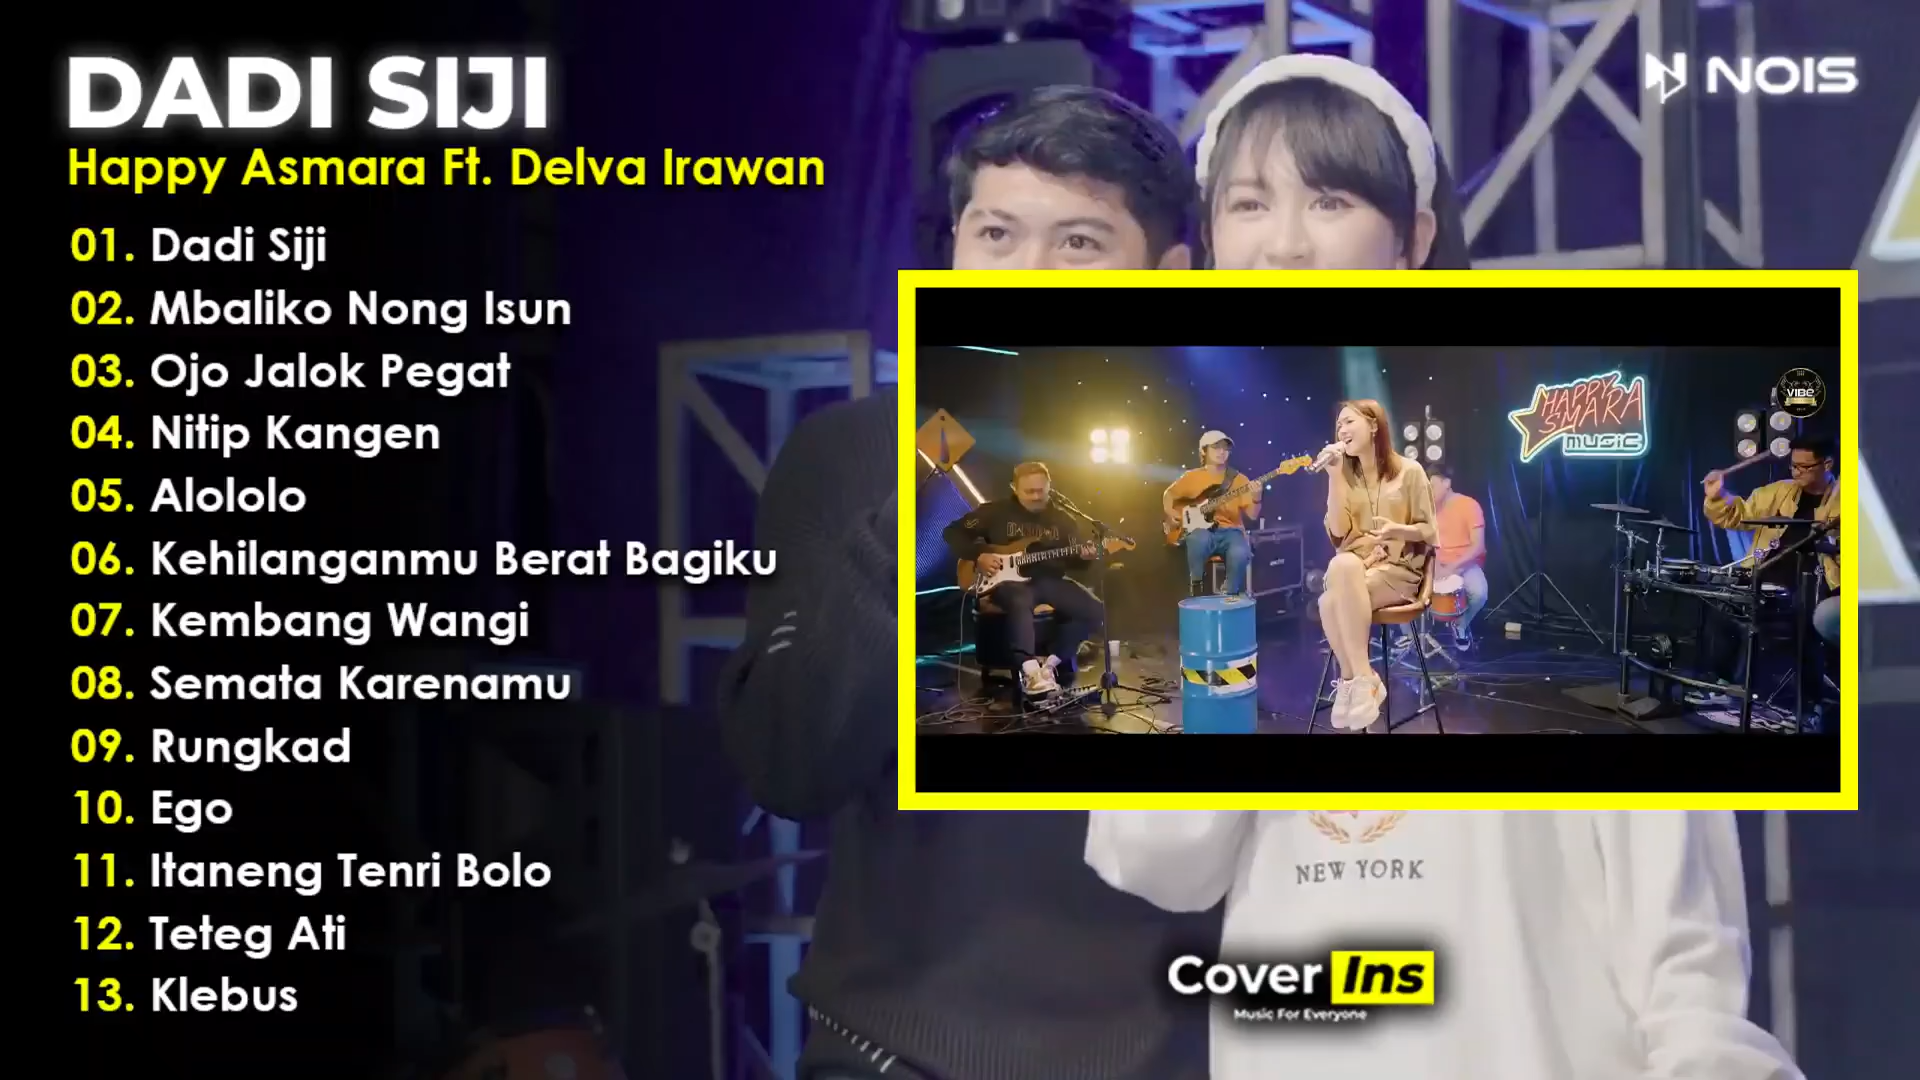 DADI SIJI
Happy Asmara Ft. Delva Irawan
01. Dadi Siji
02. Mbaliko Nong Isun
03. Ojo Jalok Pegat
04. Nitip Kangen
05. Alololo
06. Kehilanganmu Berat Bagiku
07. Kembang Wangi
08. Semata Karenamu
09. Rungkad
10. Ego
11. Itaneng Tenri Bolo
12. Teteg Ati
13. Klebus
NOIS
HAPPY
ASMARA
MUSIC
VIBE
NEW YORK
Cover Ins
Music For Everyone